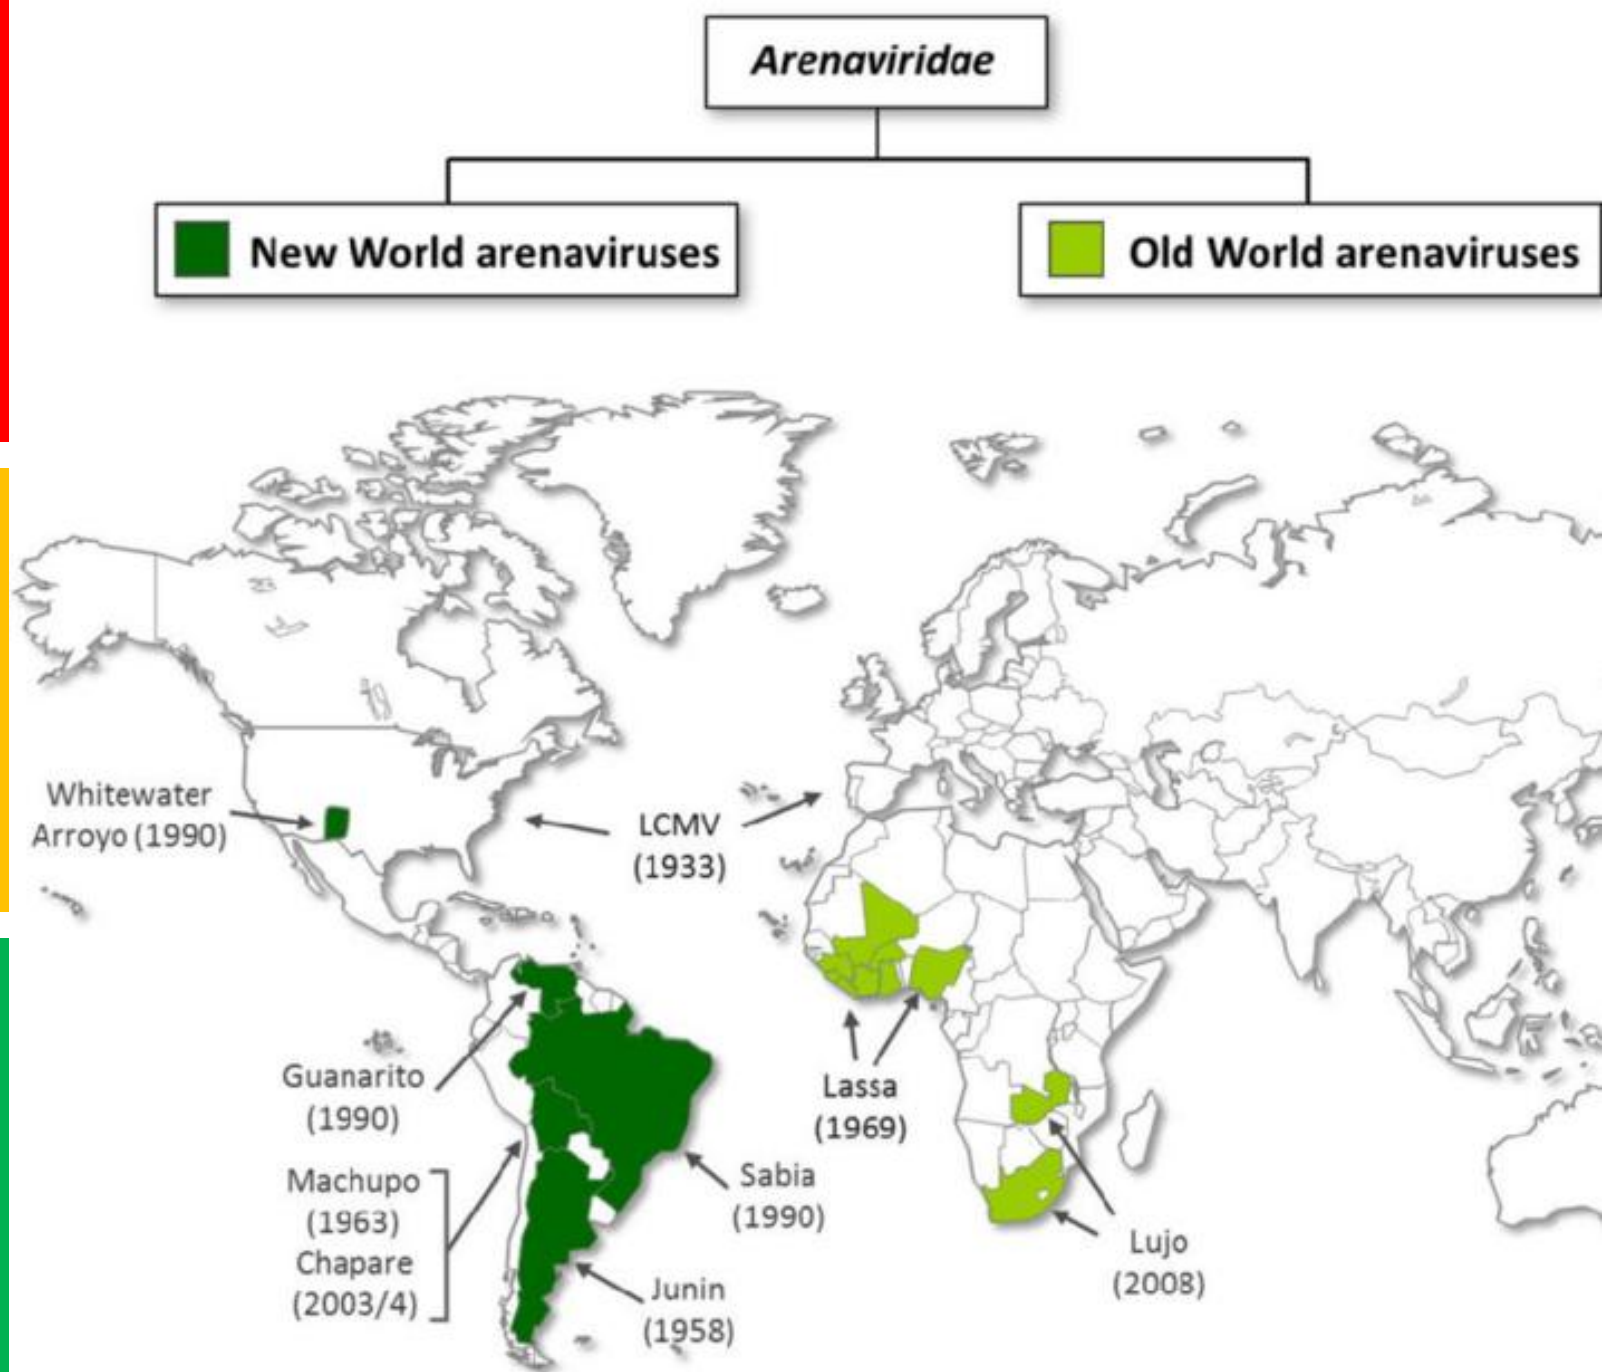 Arenaviridae
New World arenaviruses
Old World arenaviruses
Whitewater
Arroyo (1990)
LCMV
(1933)
Guanarito
(1990)
Lassa
(1969)
Machupo
(1963)
Chapare
(2003/4)
Sabia
(1990)
Junin
(1958)
Lujo
(2008)